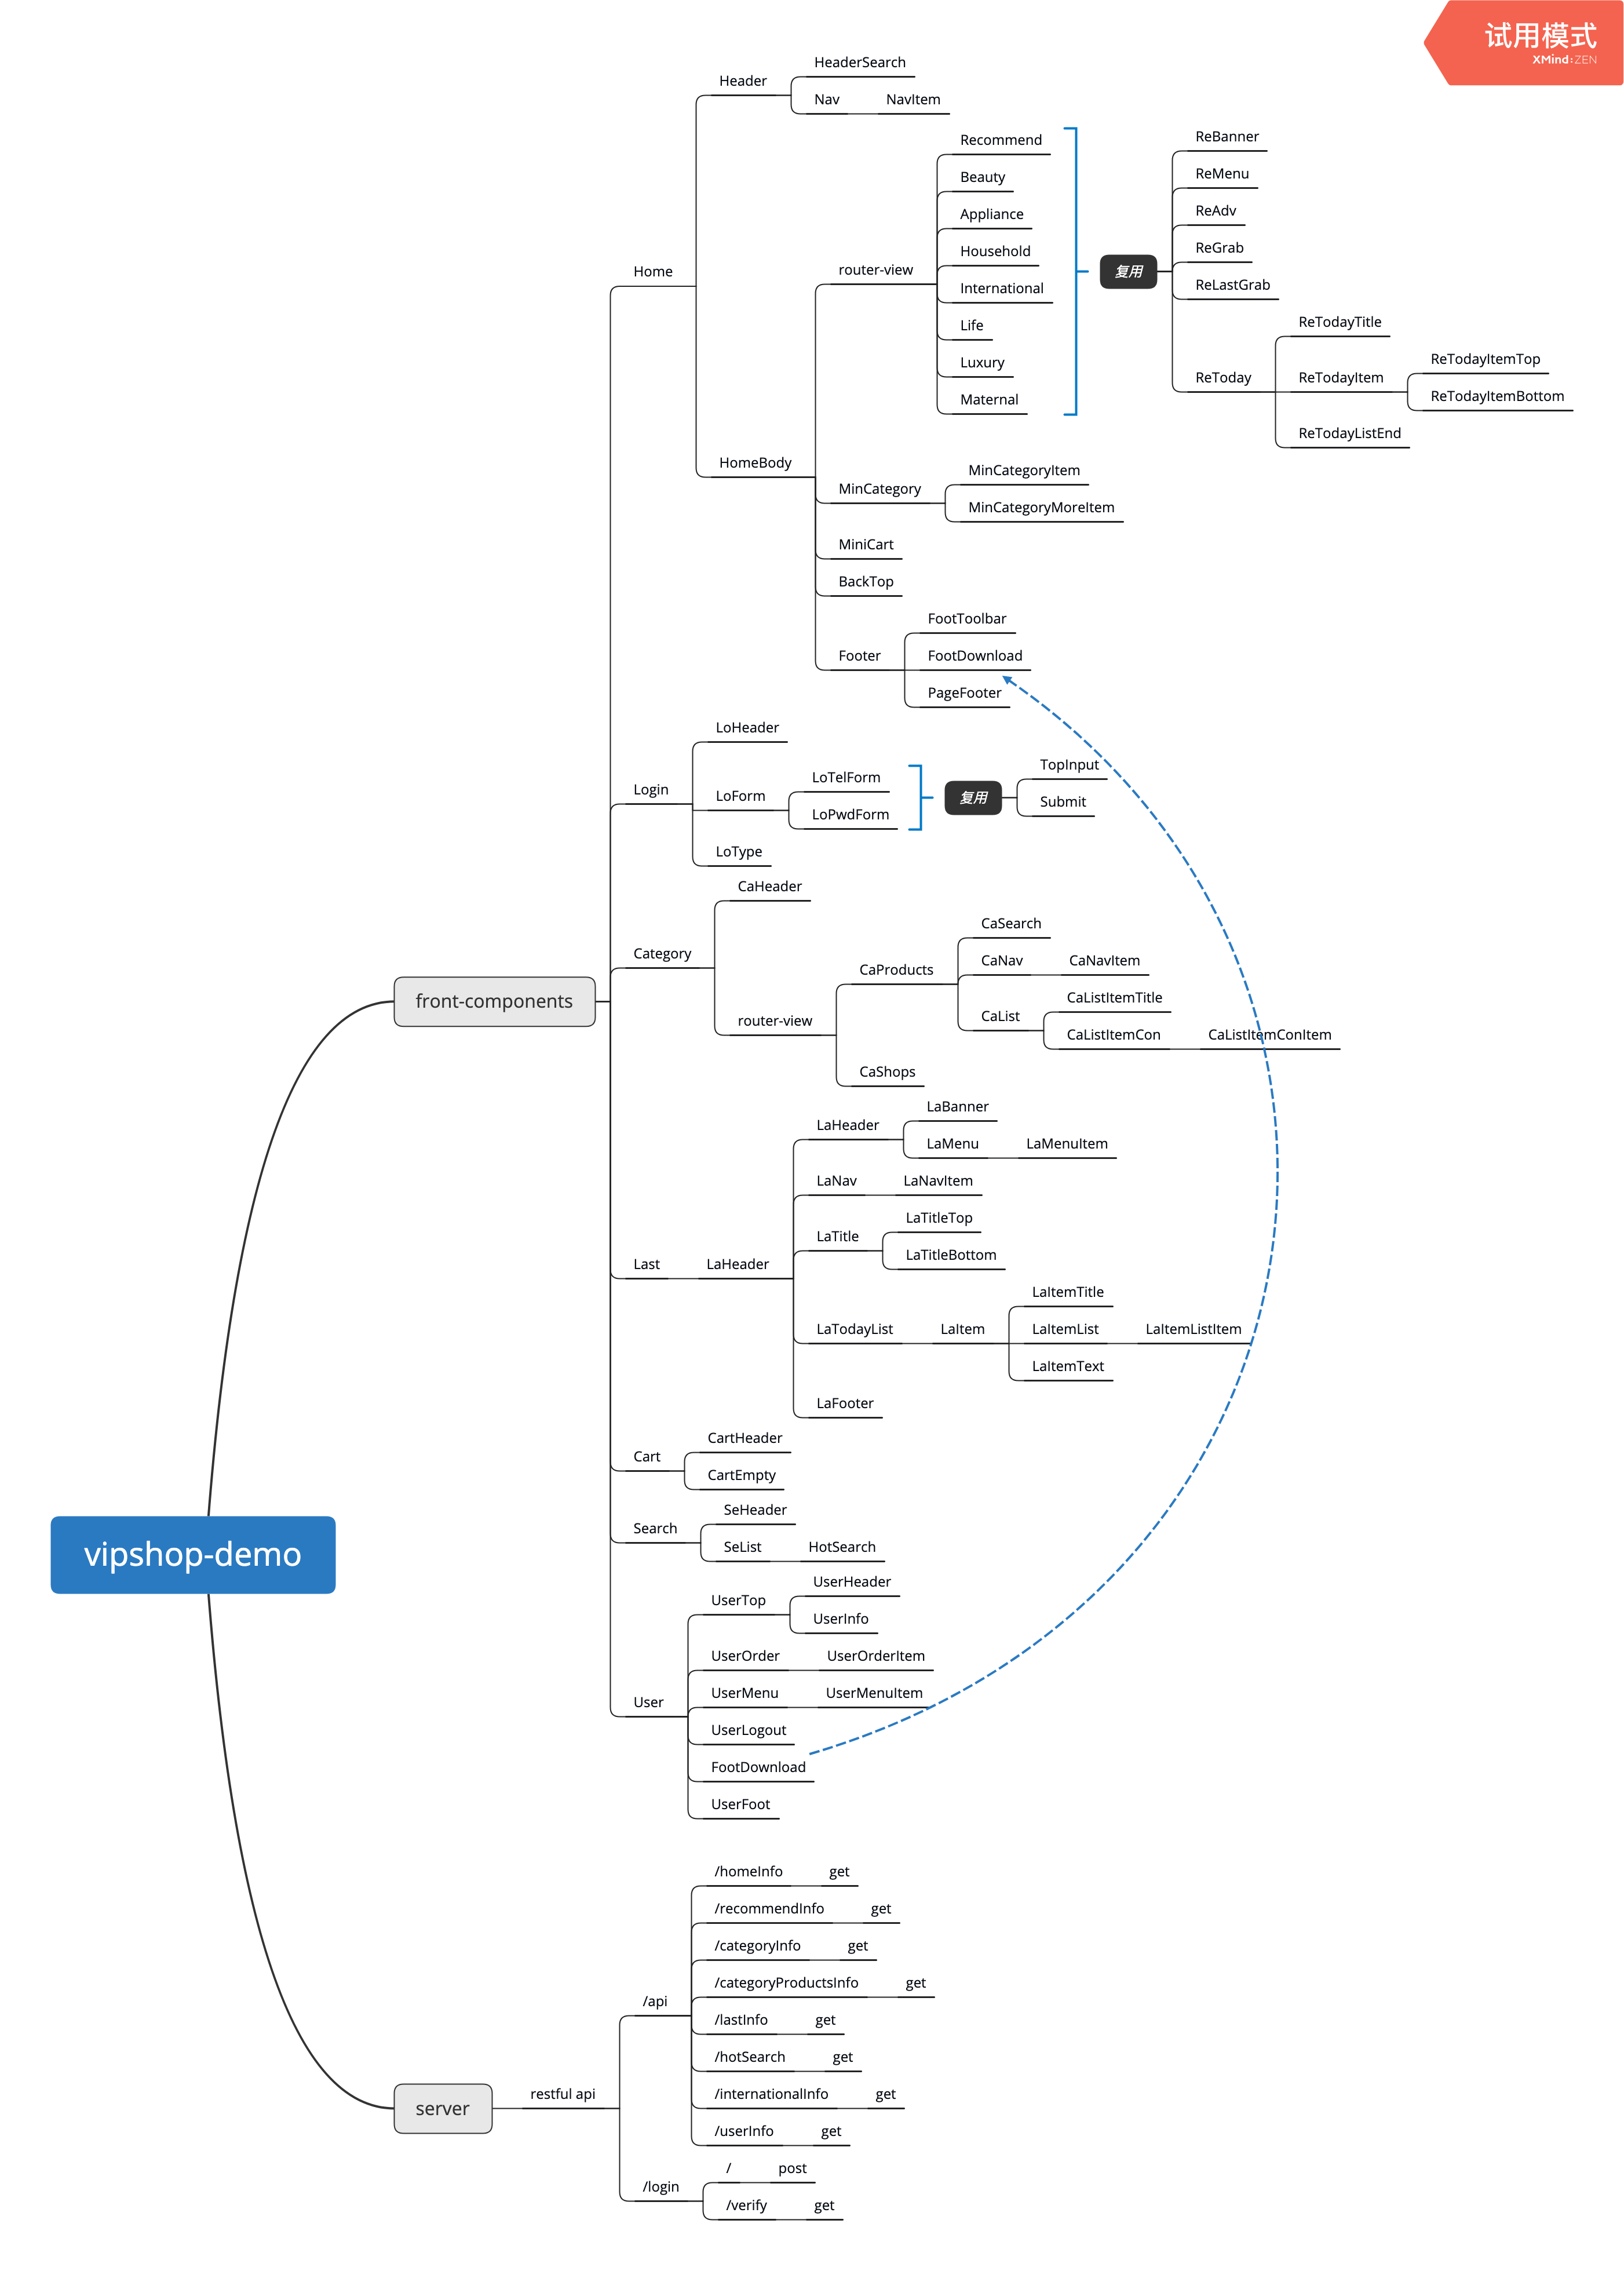 试用模式
XMind:ZEN
vipshop-demo
front-components
Home
Header
HeaderSearch
Nav
NavItem
HomeBody
router-view
Recommend
Beauty
Appliance
Household
International
Life
Luxury
Maternal
复用
ReBanner
ReMenu
ReAdv
ReGrab
ReLastGrab
ReToday
ReTodayTitle
ReTodayItem
ReTodayItemTop
ReTodayItemBottom
ReTodayListEnd
MinCategory
MinCategoryItem
MinCategoryMoreItem
MiniCart
BackTop
Footer
FootToolbar
FootDownload
PageFooter
Login
LoHeader
LoForm
LoTelForm
LoPwdForm
复用
TopInput
Submit
LoType
Category
CaHeader
router-view
CaProducts
CaSearch
CaNav
CaNavItem
CaList
CaListItemTitle
CaListItemCon
CaListItemConItem
CaShops
Last
LaHeader
LaHeader
LaBanner
LaMenu
LaMenuItem
LaNav
LaNavItem
LaTitle
LaTitleTop
LaTitleBottom
LaTodayList
LaItem
LaItemTitle
LaItemList
LaItemListItem
LaItemText
LaFooter
Cart
CartHeader
CartEmpty
Search
SeHeader
SeList
HotSearch
User
UserTop
UserHeader
UserInfo
UserOrder
UserOrderItem
UserMenu
UserMenuItem
UserLogout
FootDownload
UserFoot
server
restful api
/api
/homeInfo
get
/recommendInfo
get
/categoryInfo
get
/categoryProductsInfo
get
/lastInfo
get
/hotSearch
get
/internationalInfo
get
/userInfo
get
/login
/
post
/verify
get